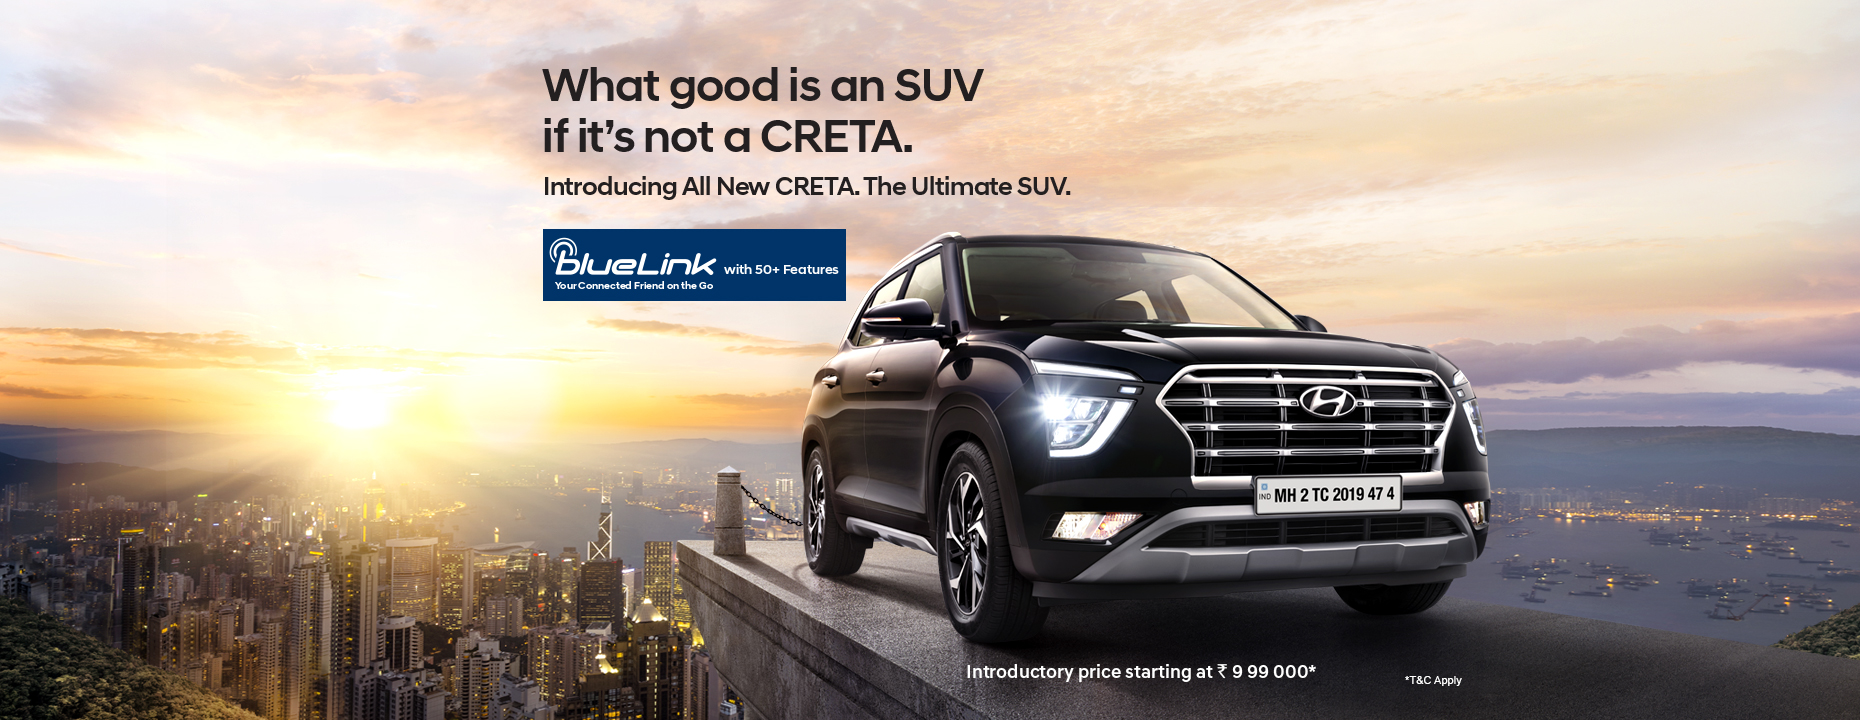 What good is an SUV
if it's not a CRETA.
Introducing All New CRETA. The Ultimate SUV.
blueLink with 50+ Features
Your Connected Friend on the Go
IND MH 2 TC 2019 47 4
Introductory price starting at ₹ 9 99 000*
*T&C Apply